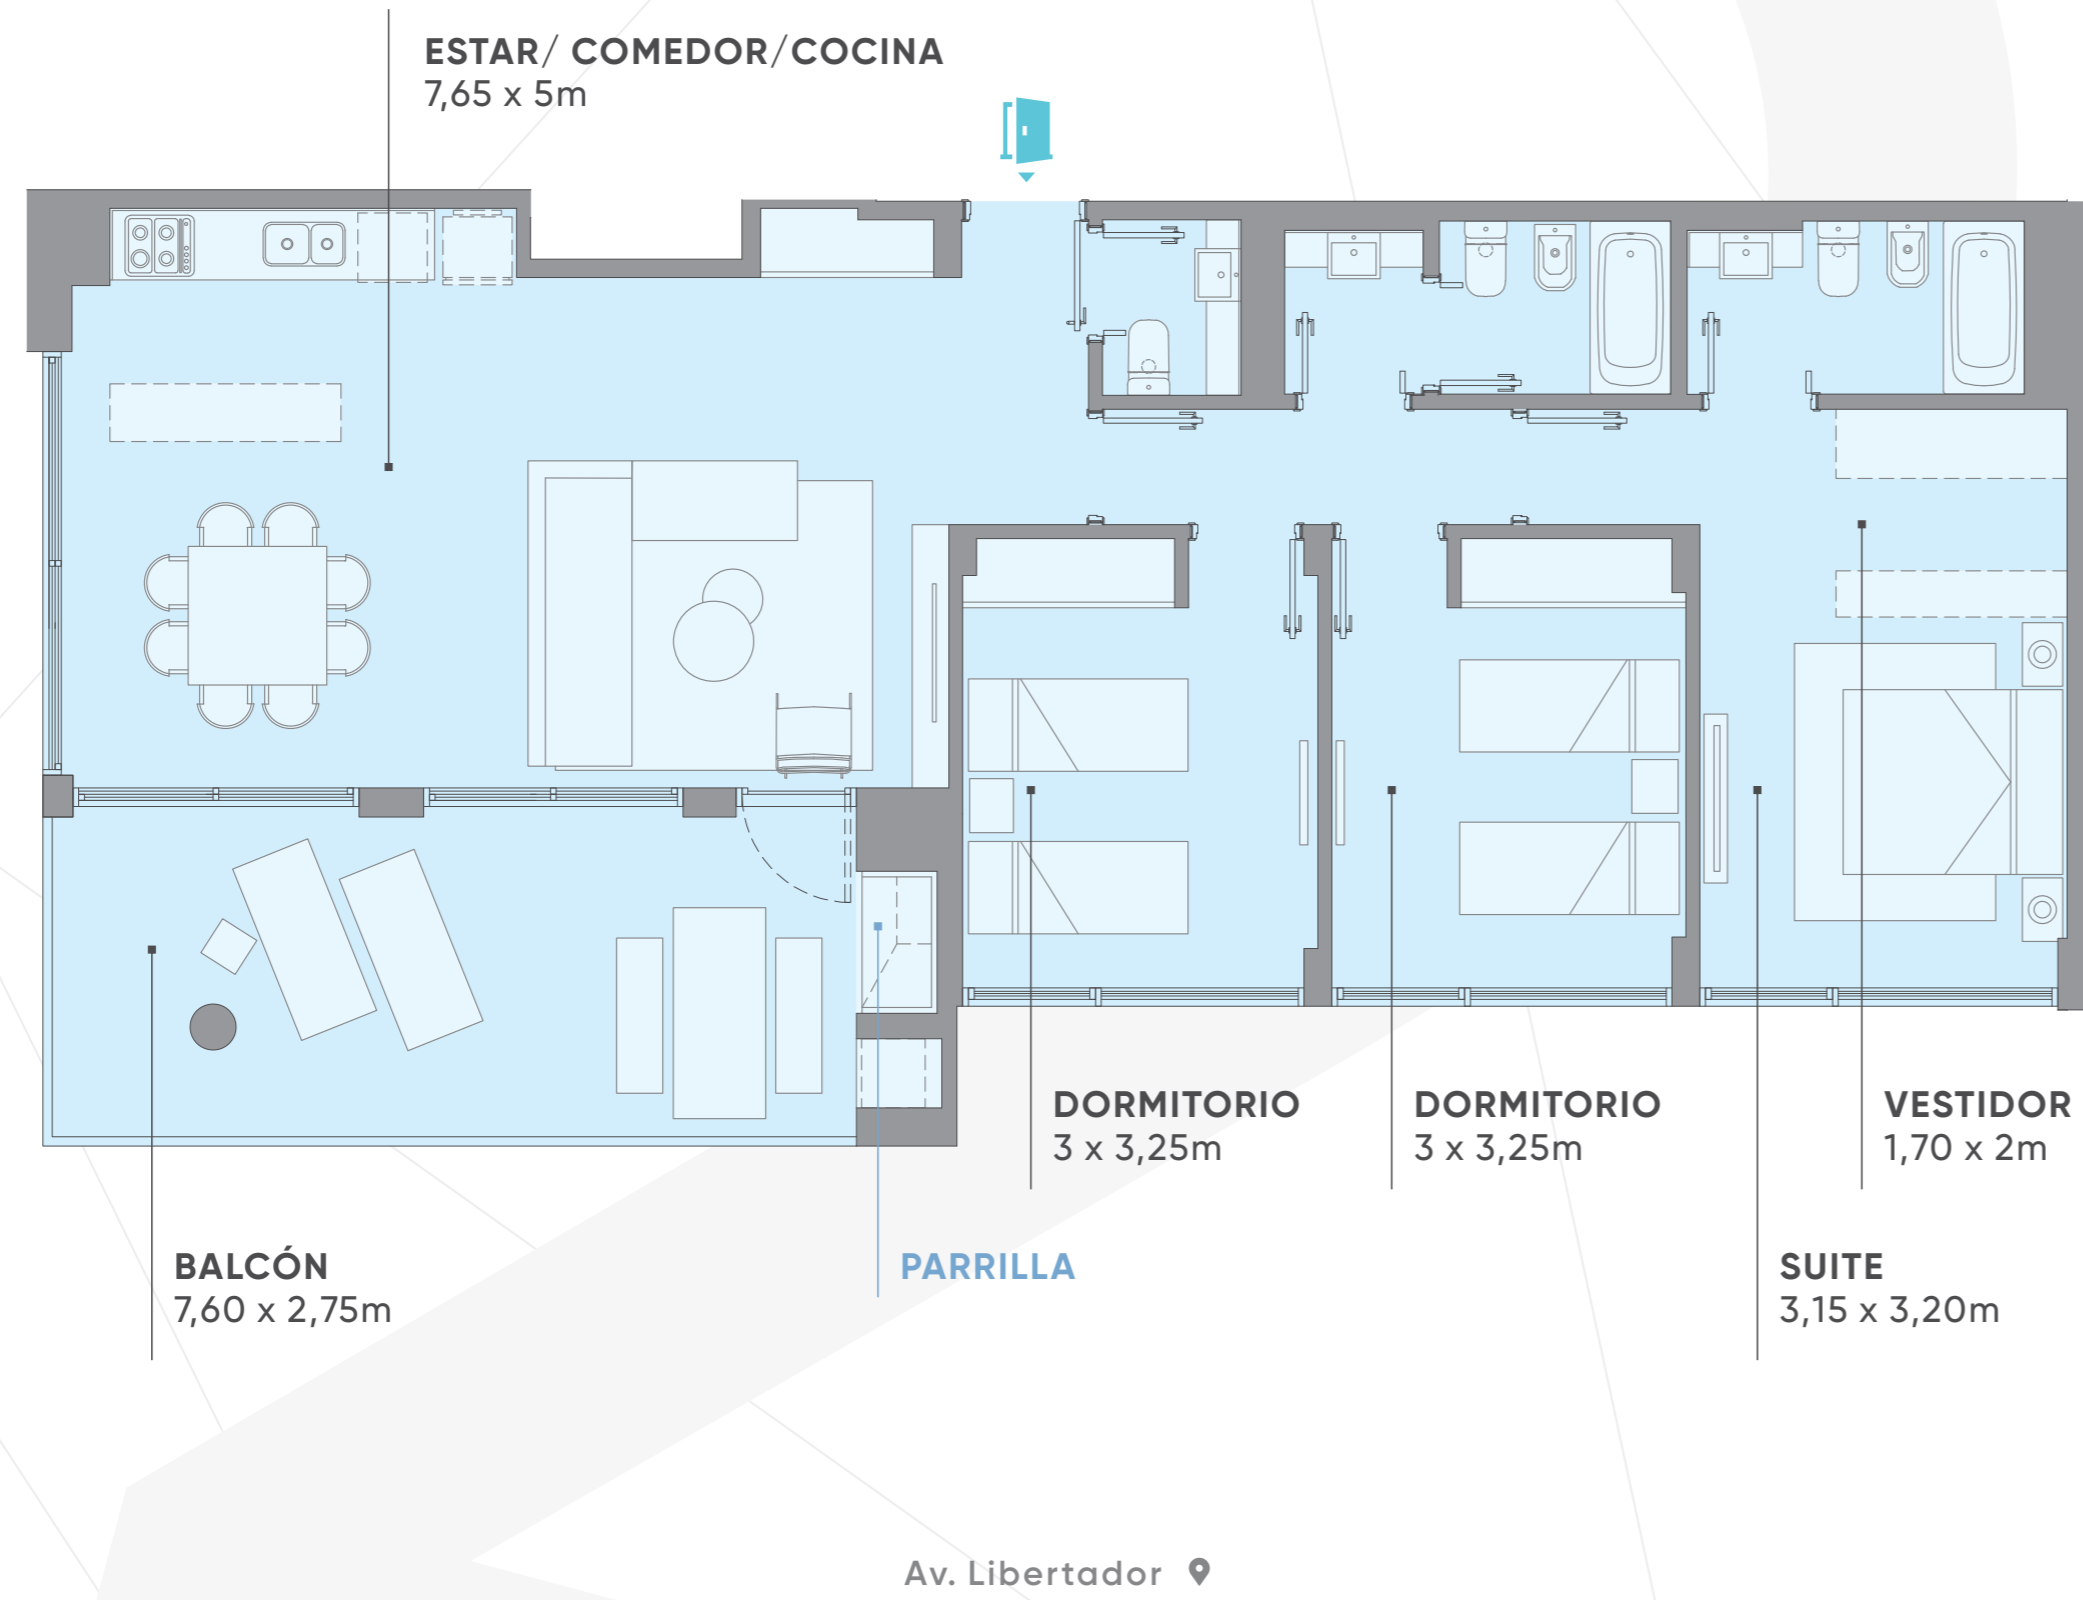 ESTAR/ COMEDOR/COCINA
7,65 x 5m
DORMITORIO
3 x 3,25m
DORMITORIO
3 x 3,25m
VESTIDOR
1,70 x 2m
BALCÓN
7,60 x 2,75m
PARRILLA
SUITE
3,15 x 3,20m
Av. Libertador